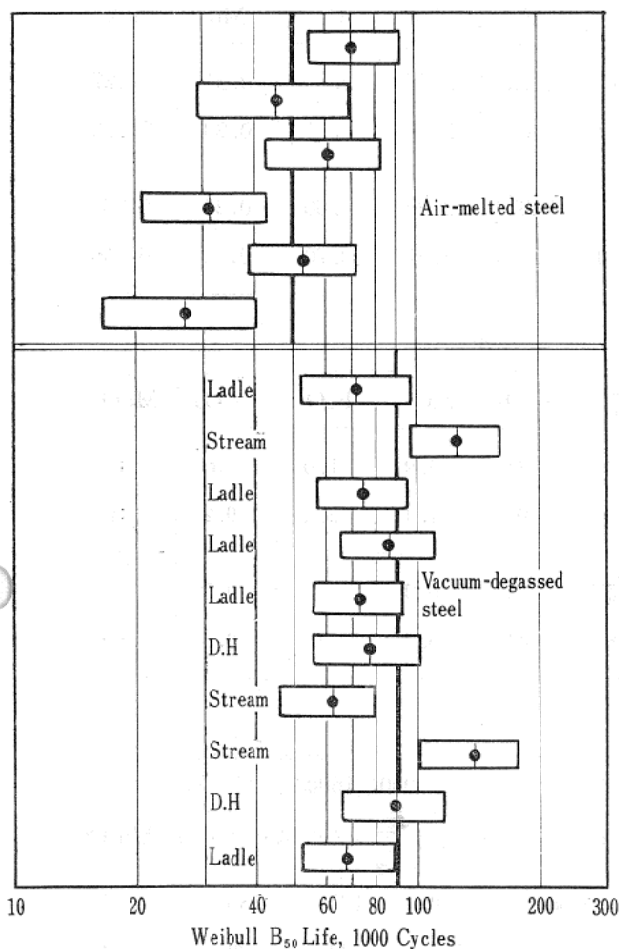 Air-melted steel
Ladle
Stream
Ladle
Ladle
Vacuum-degassed
steel
Ladle
D.H
Stream
Stream
D.H
Ladle
10 20 40 60 80 100 200 300
Weibull B₅₀ Life, 1000 Cycles